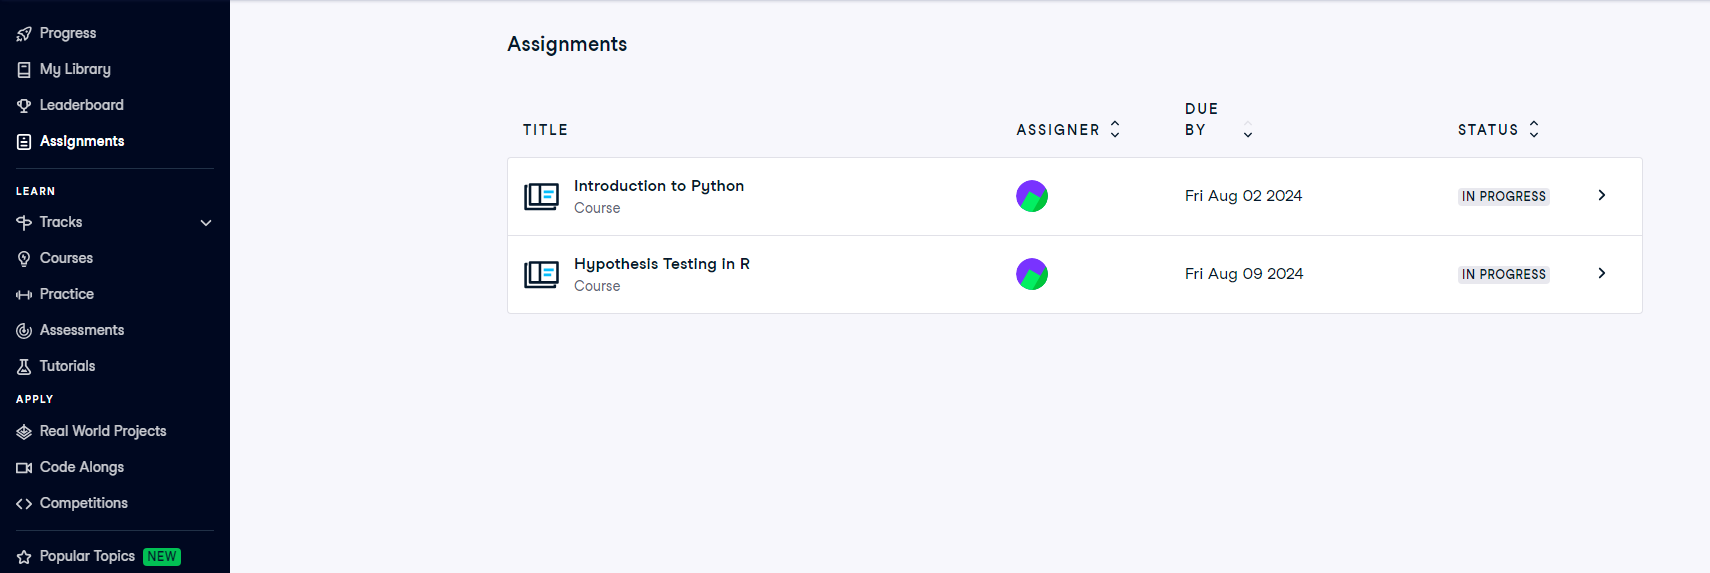 Progress
My Library
Leaderboard
Assignments
LEARN
Tracks
Courses
Practice
Assessments
Tutorials
APPLY
Real World Projects
Code Alongs
Competitions
Popular Topics NEW
Assignments
TITLE
ASSIGNER
DUE
BY
STATUS
Introduction to Python
Course
Fri Aug 02 2024
IN PROGRESS
Hypothesis Testing in R
Course
Fri Aug 09 2024
IN PROGRESS